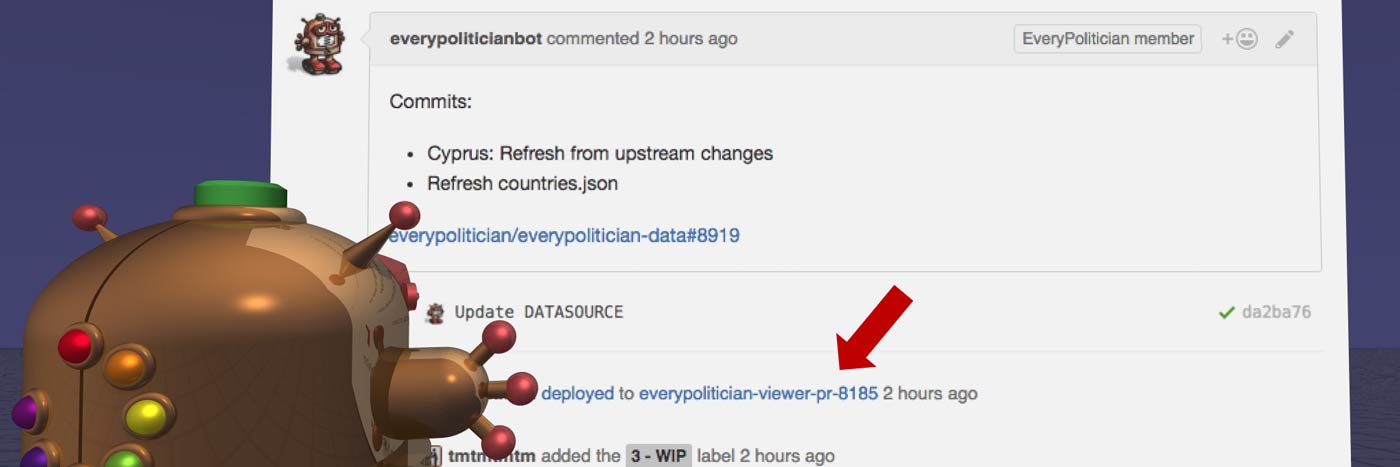 everypoliticianbot commented 2 hours ago EveryPolitician member
Commits:
• Cyprus: Refresh from upstream changes
• Refresh countries.json
everypolitician/everypolitician-data#8919
Update DATASOURCE da2ba76
deployed to everypolitician-viewer-pr-8185 2 hours ago
added the 3 - WIP label 2 hours ago